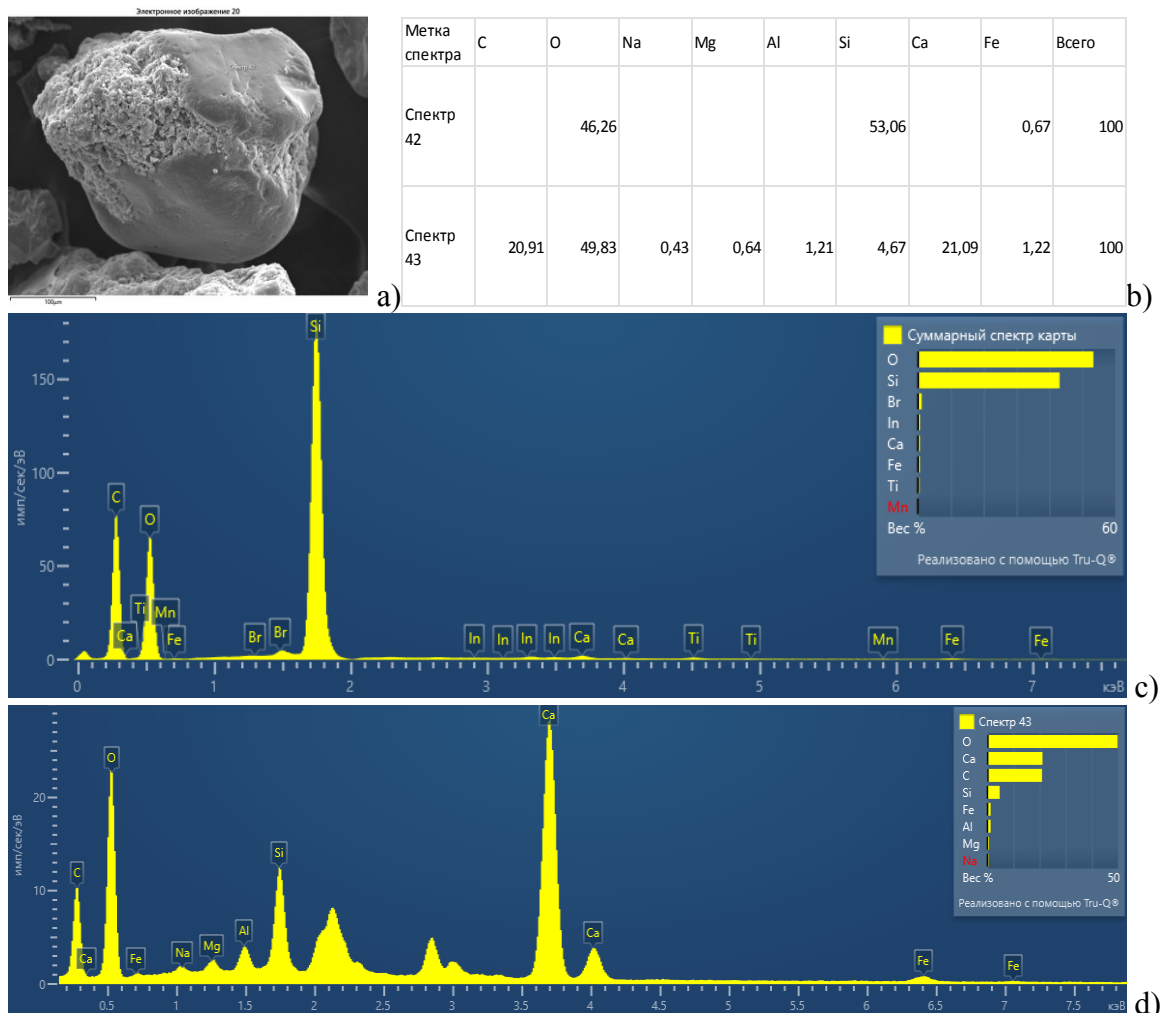 Электронное изображение 20
Спектр 42
100µm
a)
Метка спектра C O Na Mg Al Si Ca Fe Всего
Спектр 42 46,26 53,06 0,67 100
Спектр 43 20,91 49,83 0,43 0,64 1,21 4,67 21,09 1,22 100
b)
имп/сек/эВ
150
100
50
0
C Ca Ti O Mn Fe Br Br Si In In In In Ca Ca Ti Ti Mn Fe Fe
0 1 2 3 4 5 6 7 кэВ
Суммарный спектр карты
O
Si
Br
In
Ca
Fe
Ti
Mn
Вес % 60
Реализовано с помощью Tru-Q®
c)
имп/сек/эВ
20
10
0
C Ca O Fe Na Mg Al Si Ca Ca Fe Fe
0.5 1 1.5 2 2.5 3 3.5 4 4.5 5 5.5 6 6.5 7 7.5 кэВ
Спектр 43
O
Ca
C
Si
Fe
Al
Mg
Na
Вес % 50
Реализовано с помощью Tru-Q®
d)